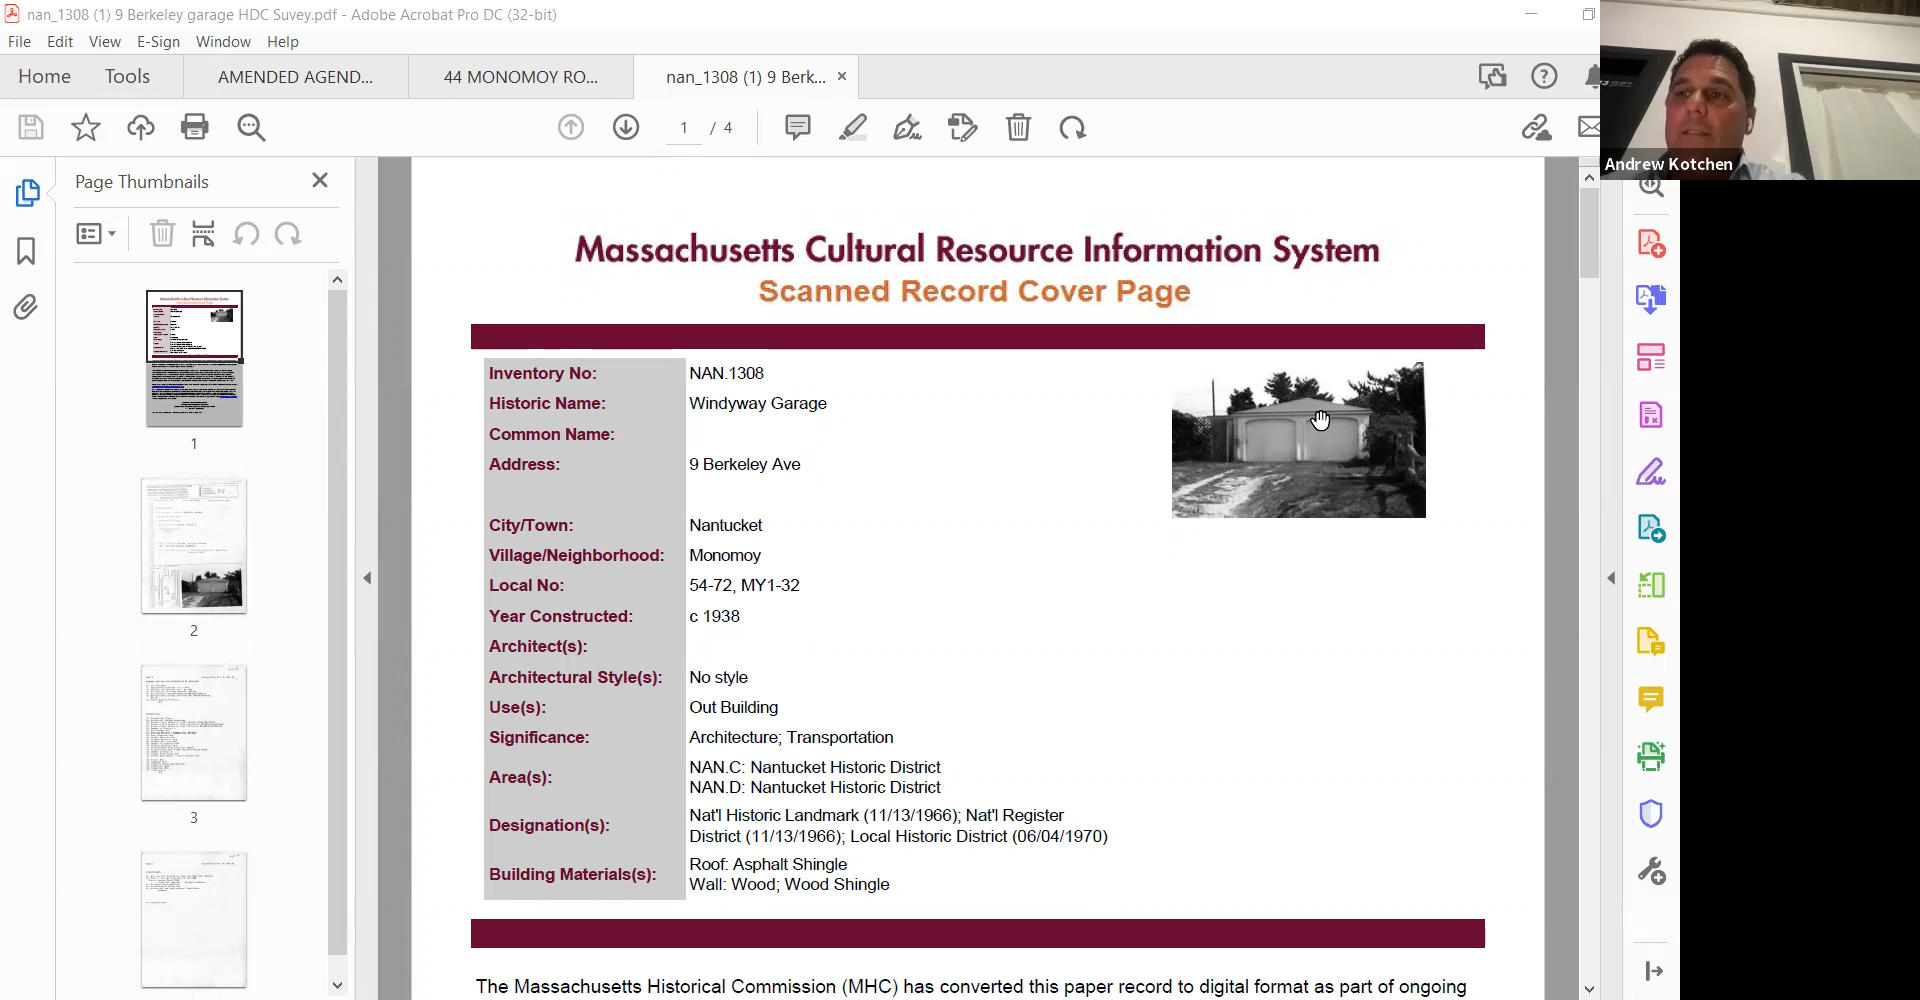 nan_1308 (1) 9 Berkeley garage HDC Suvey.pdf - Adobe Acrobat Pro DC (32-bit)
File Edit View E-Sign Window Help
Home Tools AMENDED AGEND... 44 MONOMOY RO... nan_1308 (1) 9 Berk... ×
1 / 4
Andrew Kotchen
Page Thumbnails
1
2
3
Massachusetts Cultural Resource Information System
Scanned Record Cover Page
Inventory No: NAN.1308
Historic Name: Windyway Garage
Common Name:
Address: 9 Berkeley Ave
City/Town: Nantucket
Village/Neighborhood: Monomoy
Local No: 54-72, MY1-32
Year Constructed: c 1938
Architect(s):
Architectural Style(s): No style
Use(s): Out Building
Significance: Architecture; Transportation
Area(s): NAN.C: Nantucket Historic District
NAN.D: Nantucket Historic District
Designation(s): Nat'l Historic Landmark (11/13/1966); Nat'l Register
District (11/13/1966); Local Historic District (06/04/1970)
Building Materials(s): Roof: Asphalt Shingle
Wall: Wood; Wood Shingle
The Massachusetts Historical Commission (MHC) has converted this paper record to digital format as part of ongoing